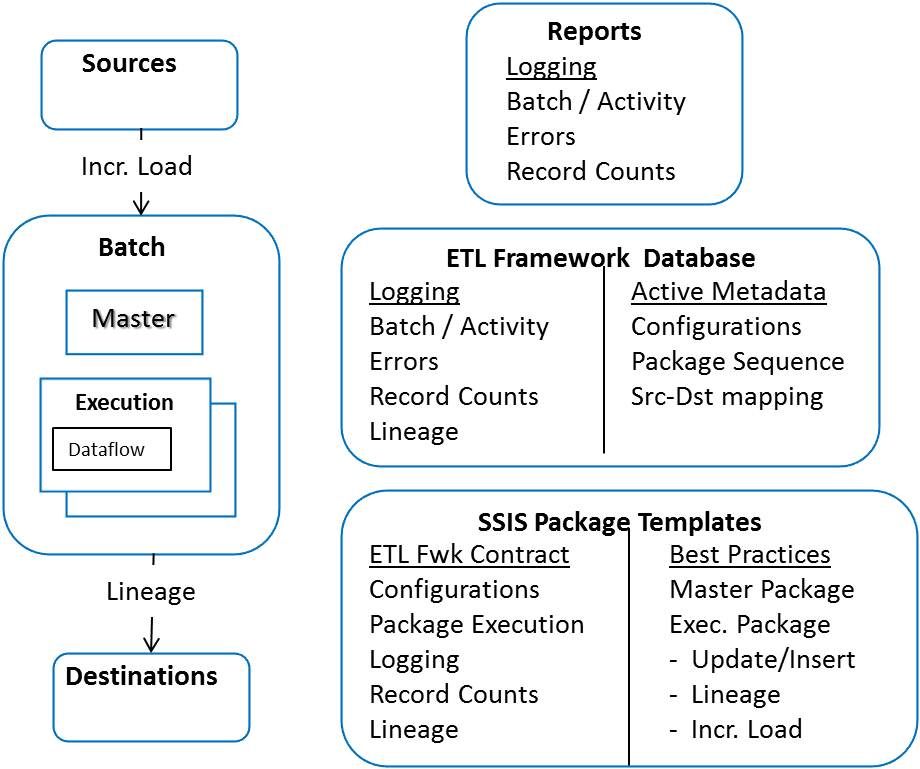 Sources
Incr. Load
Batch
Master
Execution
Dataflow
Lineage
Destinations
Reports
Logging
Batch / Activity
Errors
Record Counts
ETL Framework Database
Logging
Batch / Activity
Errors
Record Counts
Lineage
Active Metadata
Configurations
Package Sequence
Src-Dst mapping
SSIS Package Templates
ETL Fwk Contract
Configurations
Package Execution
Logging
Record Counts
Lineage
Best Practices
Master Package
Exec. Package
- Update/Insert
- Lineage
- Incr. Load